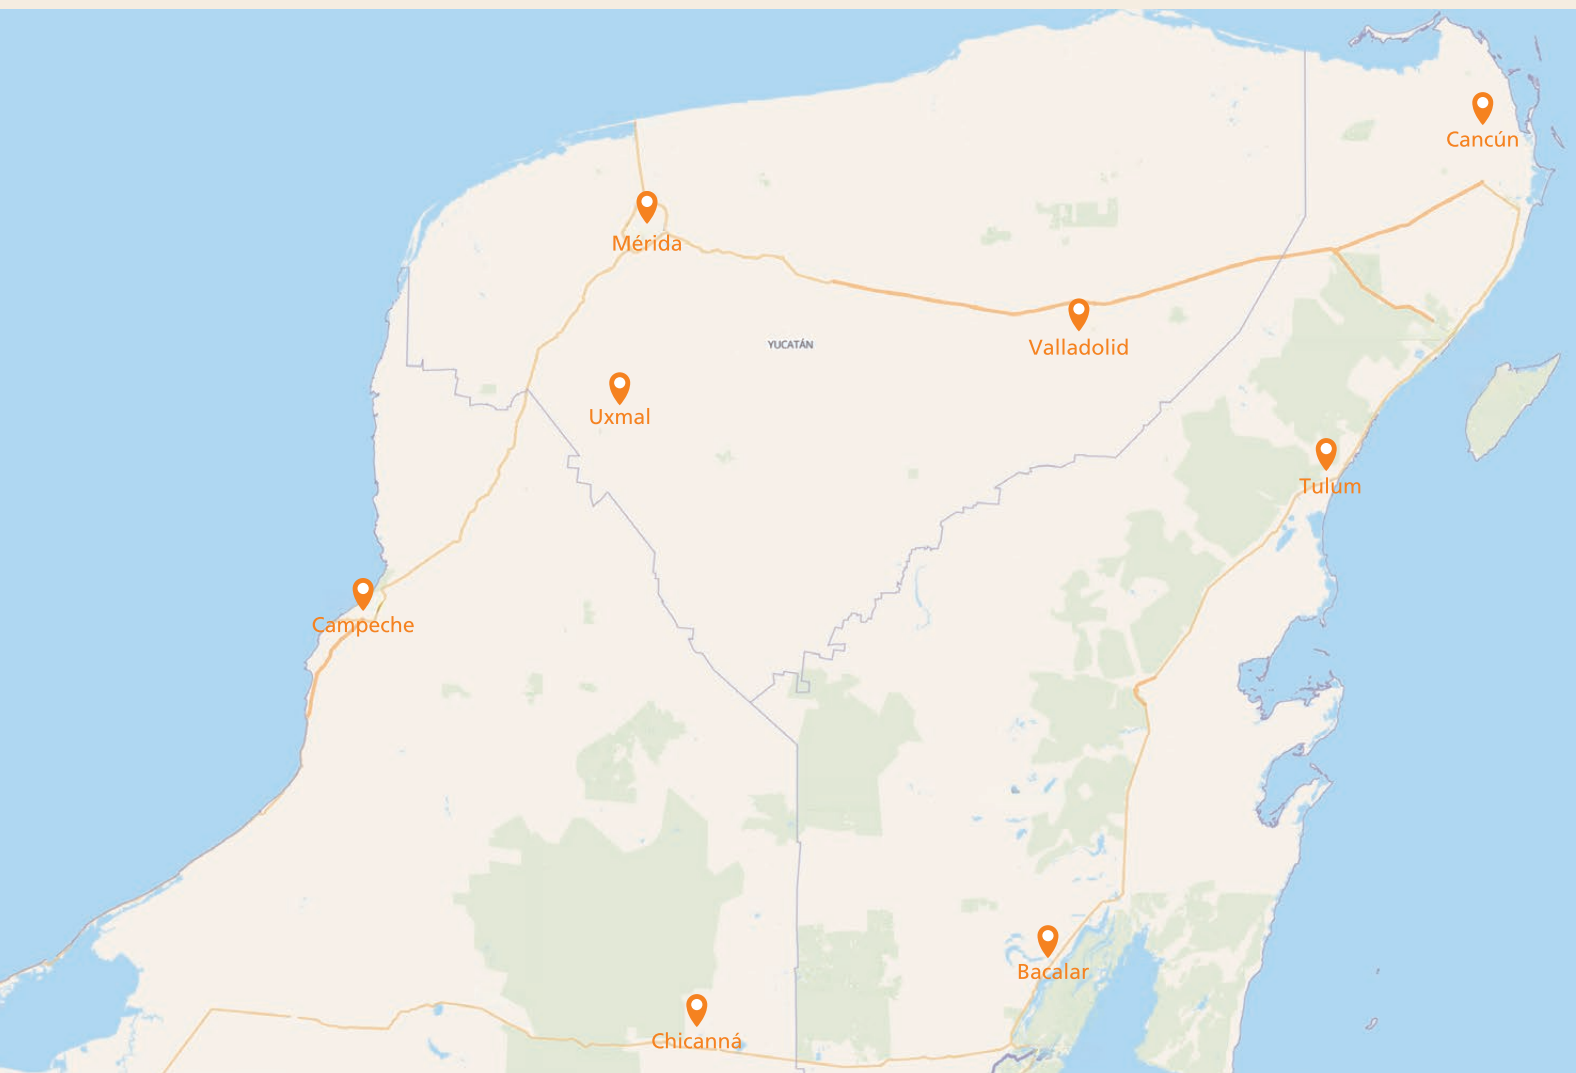 Cancún
Mérida
Valladolid
YUCATÁN
Uxmal
Tulum
Campeche
Bacalar
Chicanná